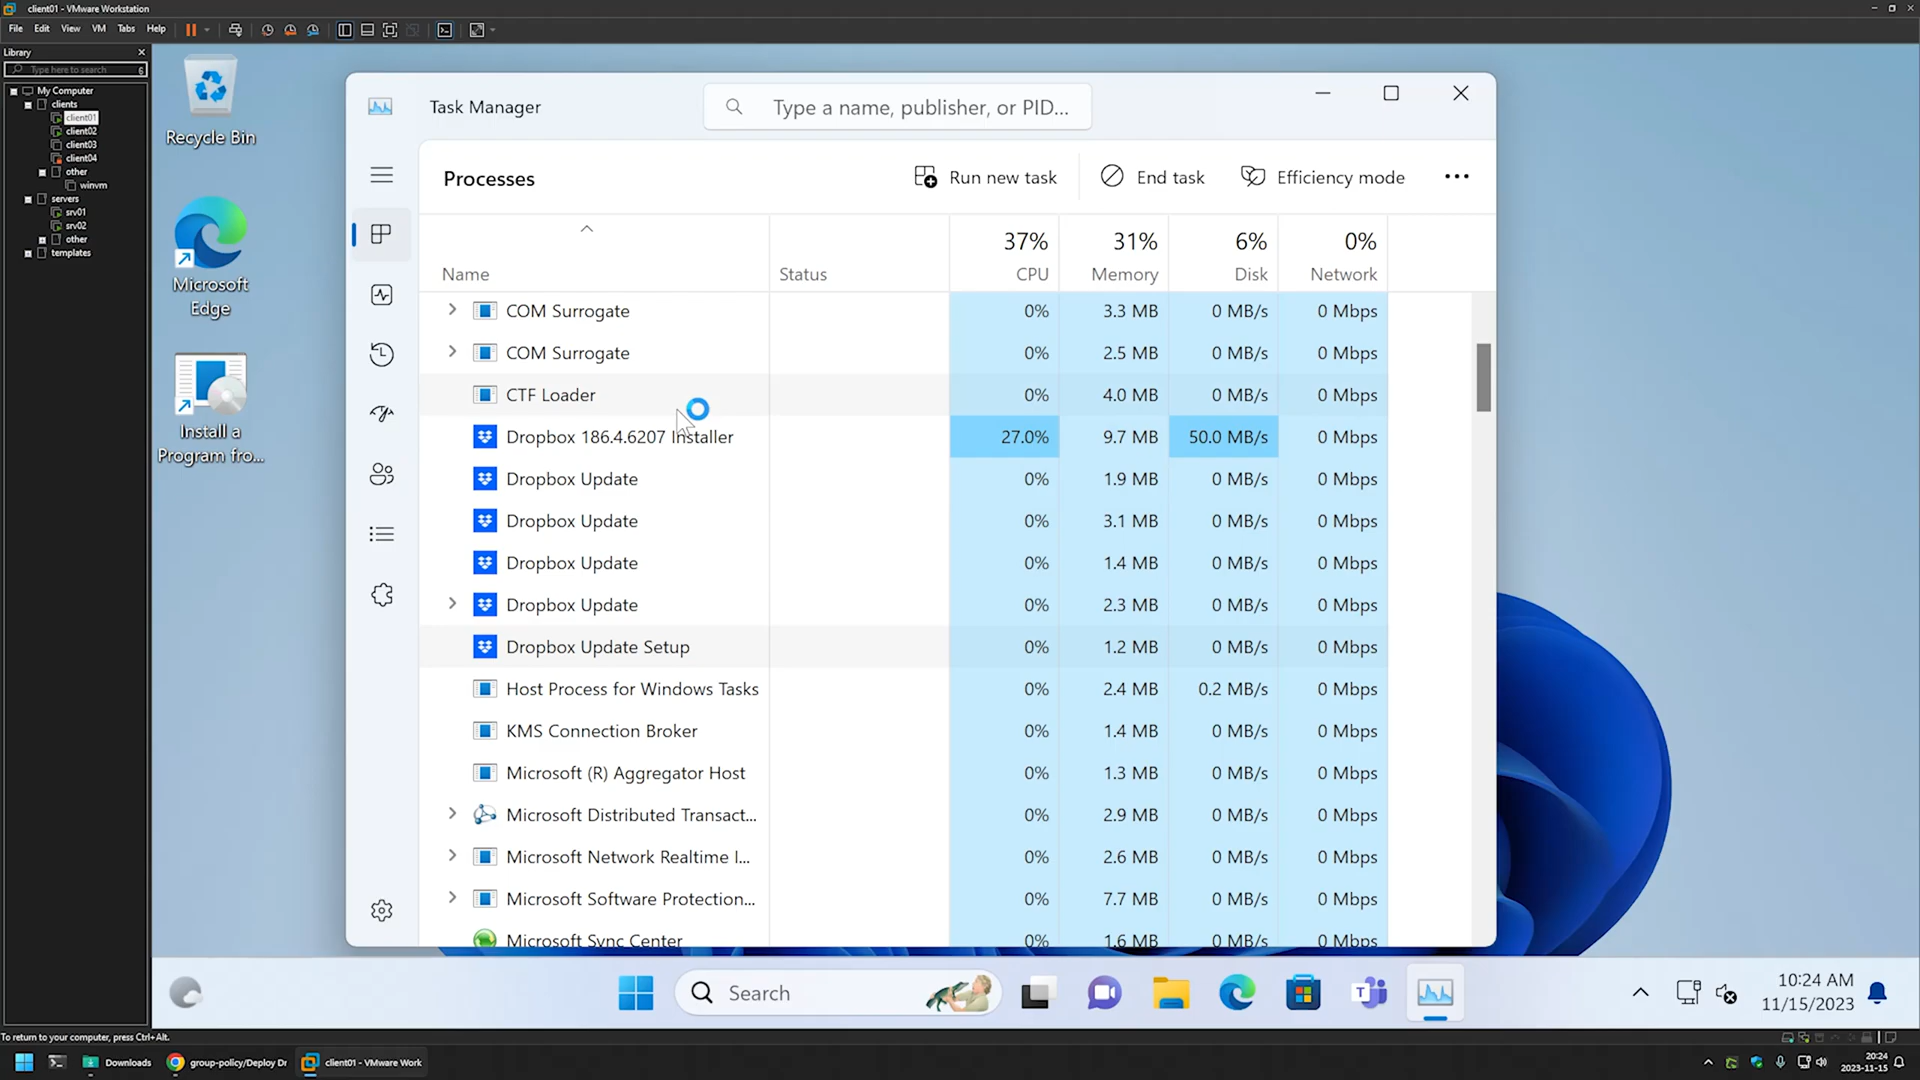 client01 - VMware Workstation
File Edit View VM Tabs Help
Library
Type here to search
My Computer
clients
client01
client02
client03
client04
other
winvm
servers
srv01
srv02
other
templates
Recycle Bin
Microsoft
Edge
Install a
Program fro...
Task Manager
Type a name, publisher, or PID...
Processes
Run new task
End task
Efficiency mode
37% 31% 6% 0%
Name Status CPU Memory Disk Network
COM Surrogate 0% 3.3 MB 0 MB/s 0 Mbps
COM Surrogate 0% 2.5 MB 0 MB/s 0 Mbps
CTF Loader 0% 4.0 MB 0 MB/s 0 Mbps
Dropbox 186.4.6207 Installer 27.0% 9.7 MB 50.0 MB/s 0 Mbps
Dropbox Update 0% 1.9 MB 0 MB/s 0 Mbps
Dropbox Update 0% 3.1 MB 0 MB/s 0 Mbps
Dropbox Update 0% 1.4 MB 0 MB/s 0 Mbps
Dropbox Update 0% 2.3 MB 0 MB/s 0 Mbps
Dropbox Update Setup 0% 1.2 MB 0 MB/s 0 Mbps
Host Process for Windows Tasks 0% 2.4 MB 0.2 MB/s 0 Mbps
KMS Connection Broker 0% 1.4 MB 0 MB/s 0 Mbps
Microsoft (R) Aggregator Host 0% 1.3 MB 0 MB/s 0 Mbps
Microsoft Distributed Transact... 0% 2.9 MB 0 MB/s 0 Mbps
Microsoft Network Realtime I... 0% 2.6 MB 0 MB/s 0 Mbps
Microsoft Software Protection... 0% 7.7 MB 0 MB/s 0 Mbps
Microsoft Sync Center 0% 1.6 MB 0 MB/s 0 Mbps
Search
10:24 AM
11/15/2023
To return to your computer, press Ctrl+Alt.
Downloads
group-policy/Deploy Dr
client01 - VMware Work
20:24
2023-11-15